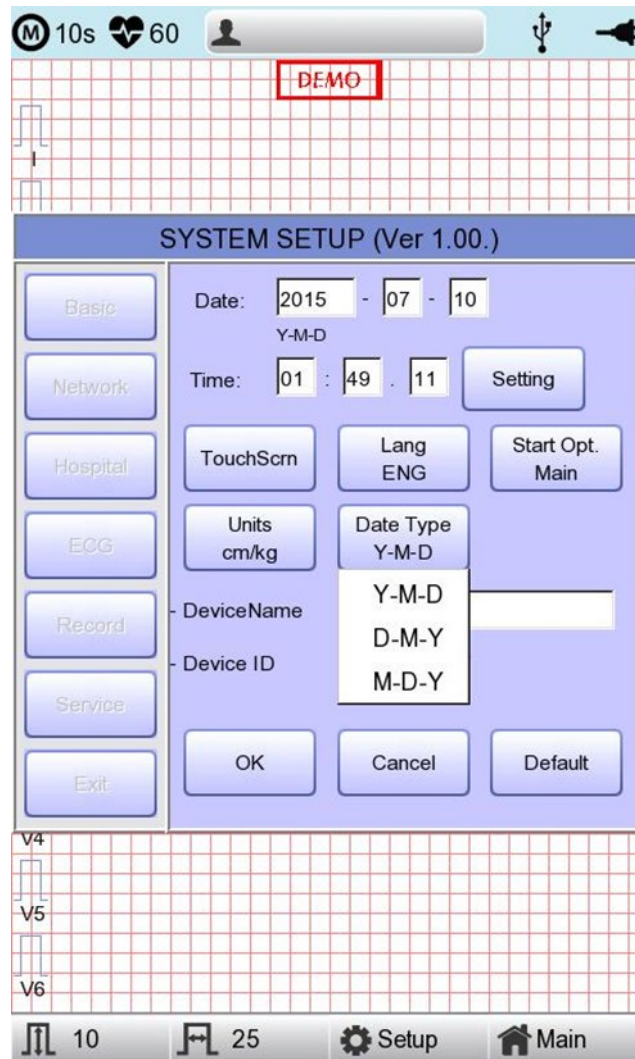 M 10s 60
DEMO
I
SYSTEM SETUP (Ver 1.00.)
Basic
Network
Hospital
ECG
Record
Service
Exit
Date: 2015 - 07 - 10
Y-M-D
Time: 01 : 49 . 11 Setting
TouchScrn
Lang
ENG
Start Opt.
Main
Units
cm/kg
Date Type
Y-M-D
Y-M-D
D-M-Y
M-D-Y
- DeviceName
- Device ID
OK Cancel Default
V4
V5
V6
10 25 Setup Main